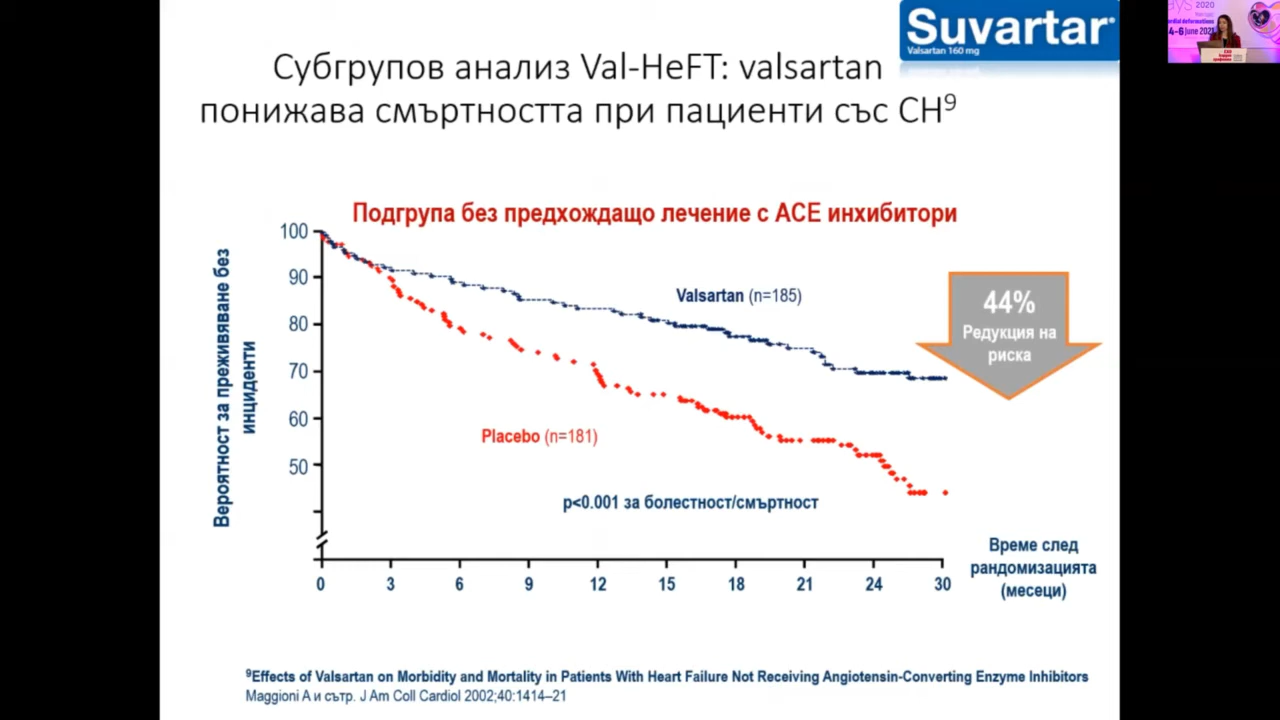 Suvartar®
Valsartan 160 mg
Субгрупов анализ Val-HeFT: valsartan
понижава смъртността при пациенти със СН⁹
Подгрупа без предхождащо лечение с ACE инхибитори
Вероятност за преживяване без
инциденти
100
90
80
70
60
50
Valsartan (n=185)
Placebo (n=181)
p<0.001 за болестност/смъртност
44%
Редукция на
риска
0 3 6 9 12 15 18 21 24 30
Време след
рандомизацията
(месеци)
⁹Effects of Valsartan on Morbidity and Mortality in Patients With Heart Failure Not Receiving Angiotensin-Converting Enzyme Inhibitors
Maggioni A и сътр. J Am Coll Cardiol 2002;40:1414–21
2020
4-6 June 2021